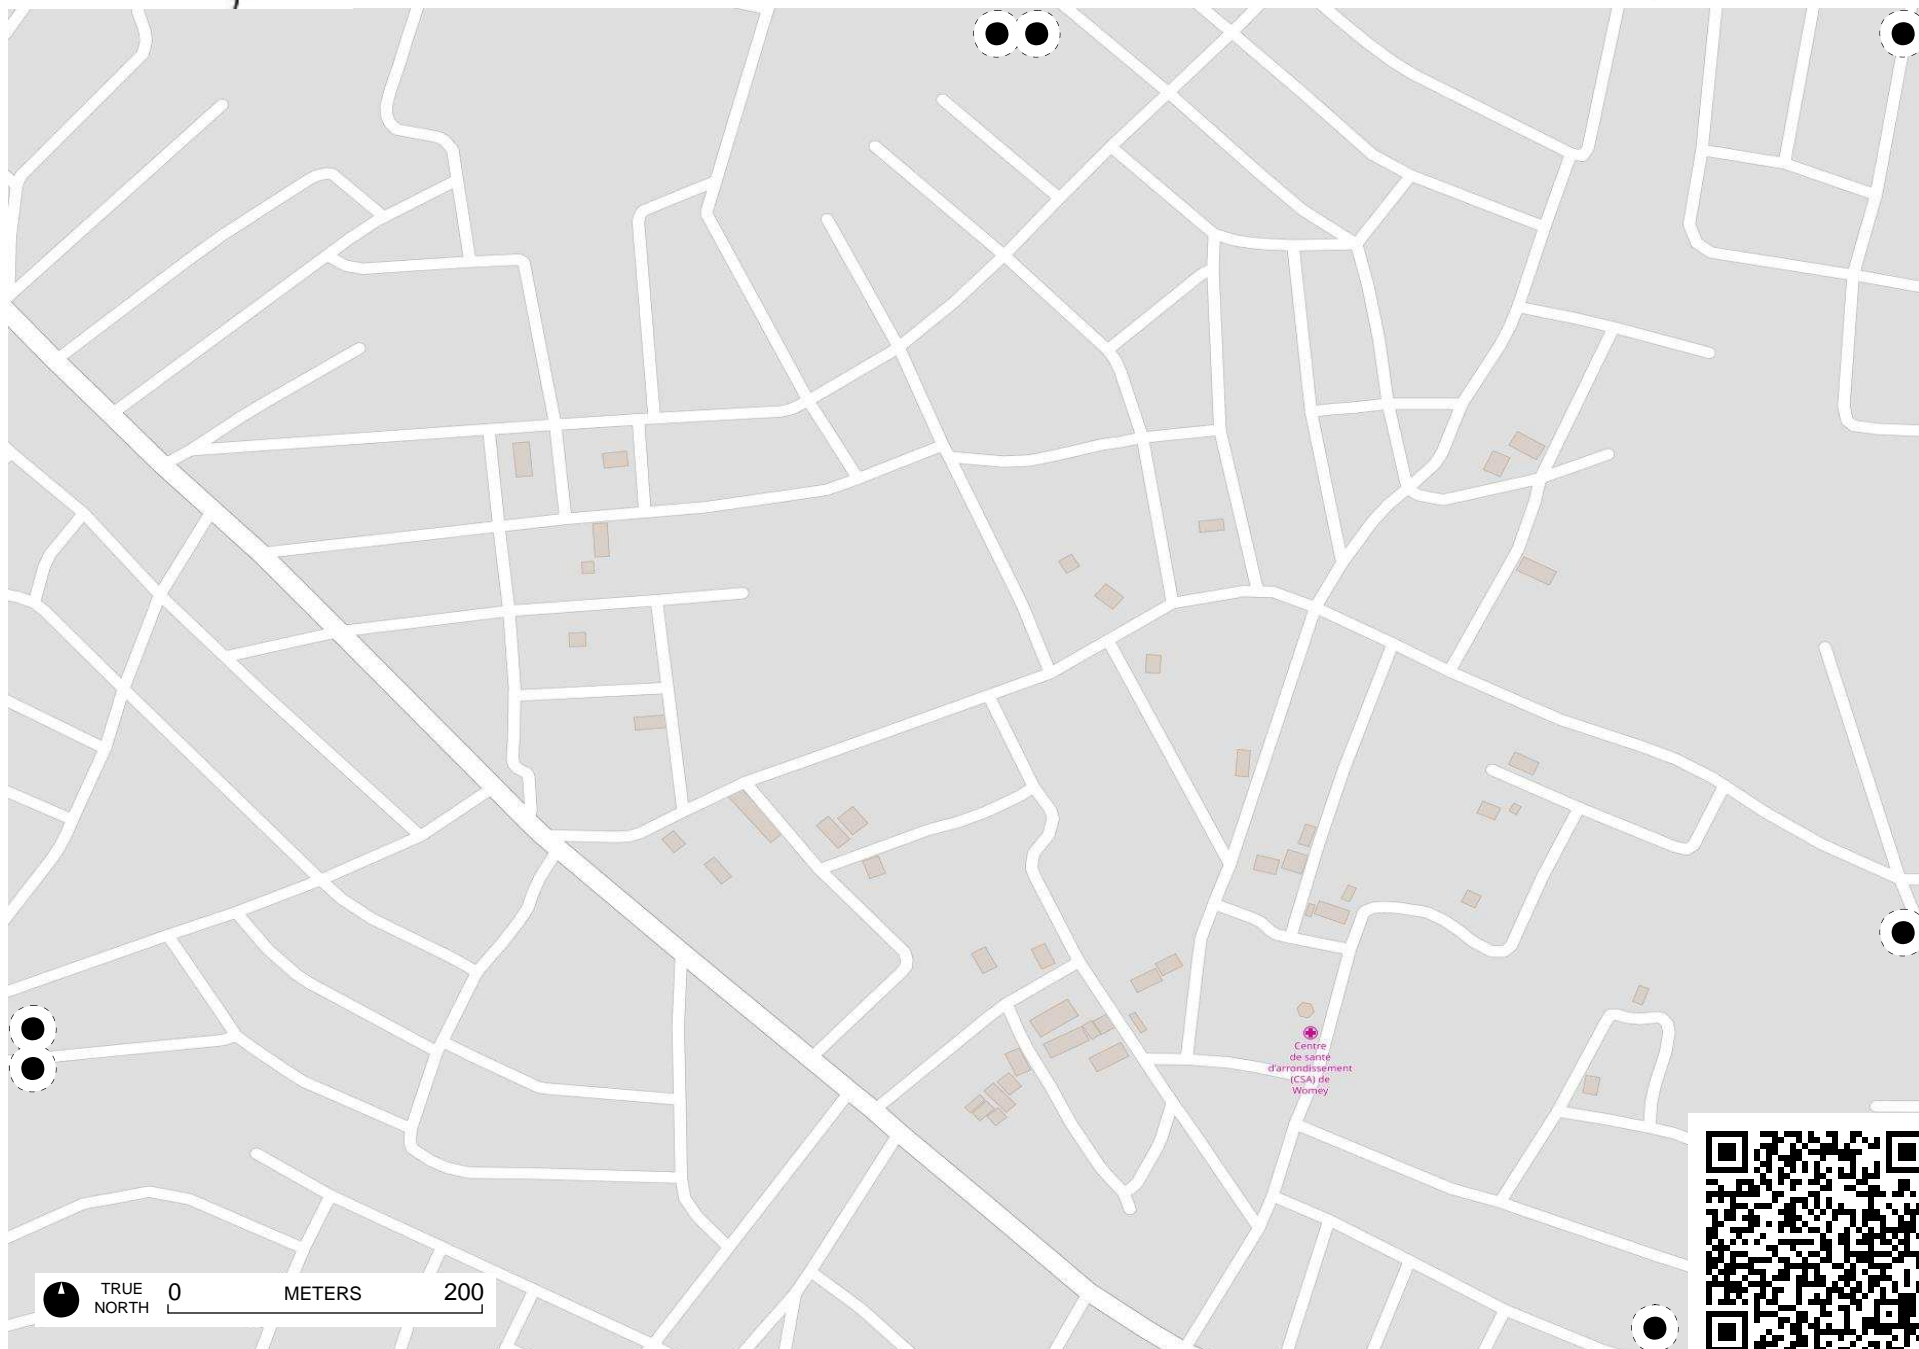 Centre
de santé
d'arrondissement
(CSA) de
Womey
TRUE
NORTH
0 METERS 200